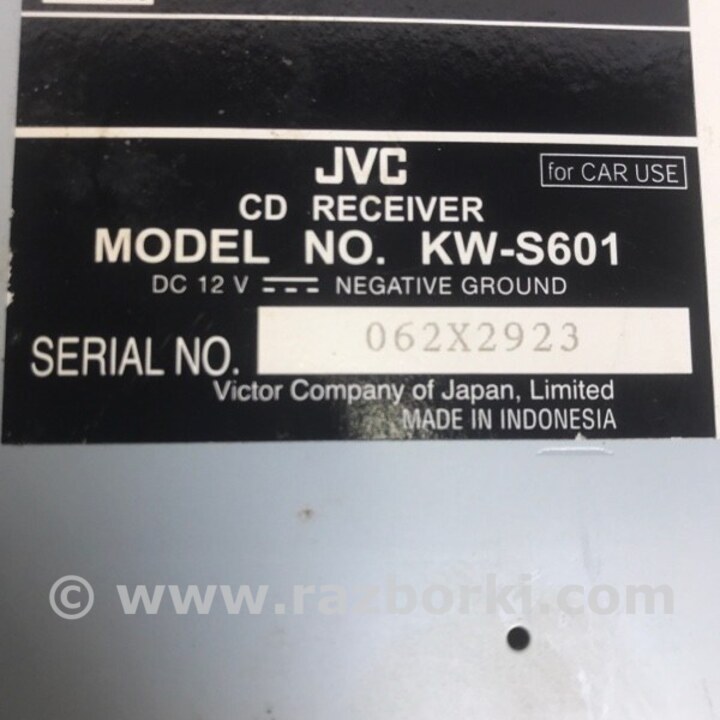 JVC
for CAR USE
CD RECEIVER
MODEL NO. KW-S601
DC 12 V NEGATIVE GROUND
SERIAL NO. 062X2923
Victor Company of Japan, Limited
MADE IN INDONESIA
© www.razborki.com